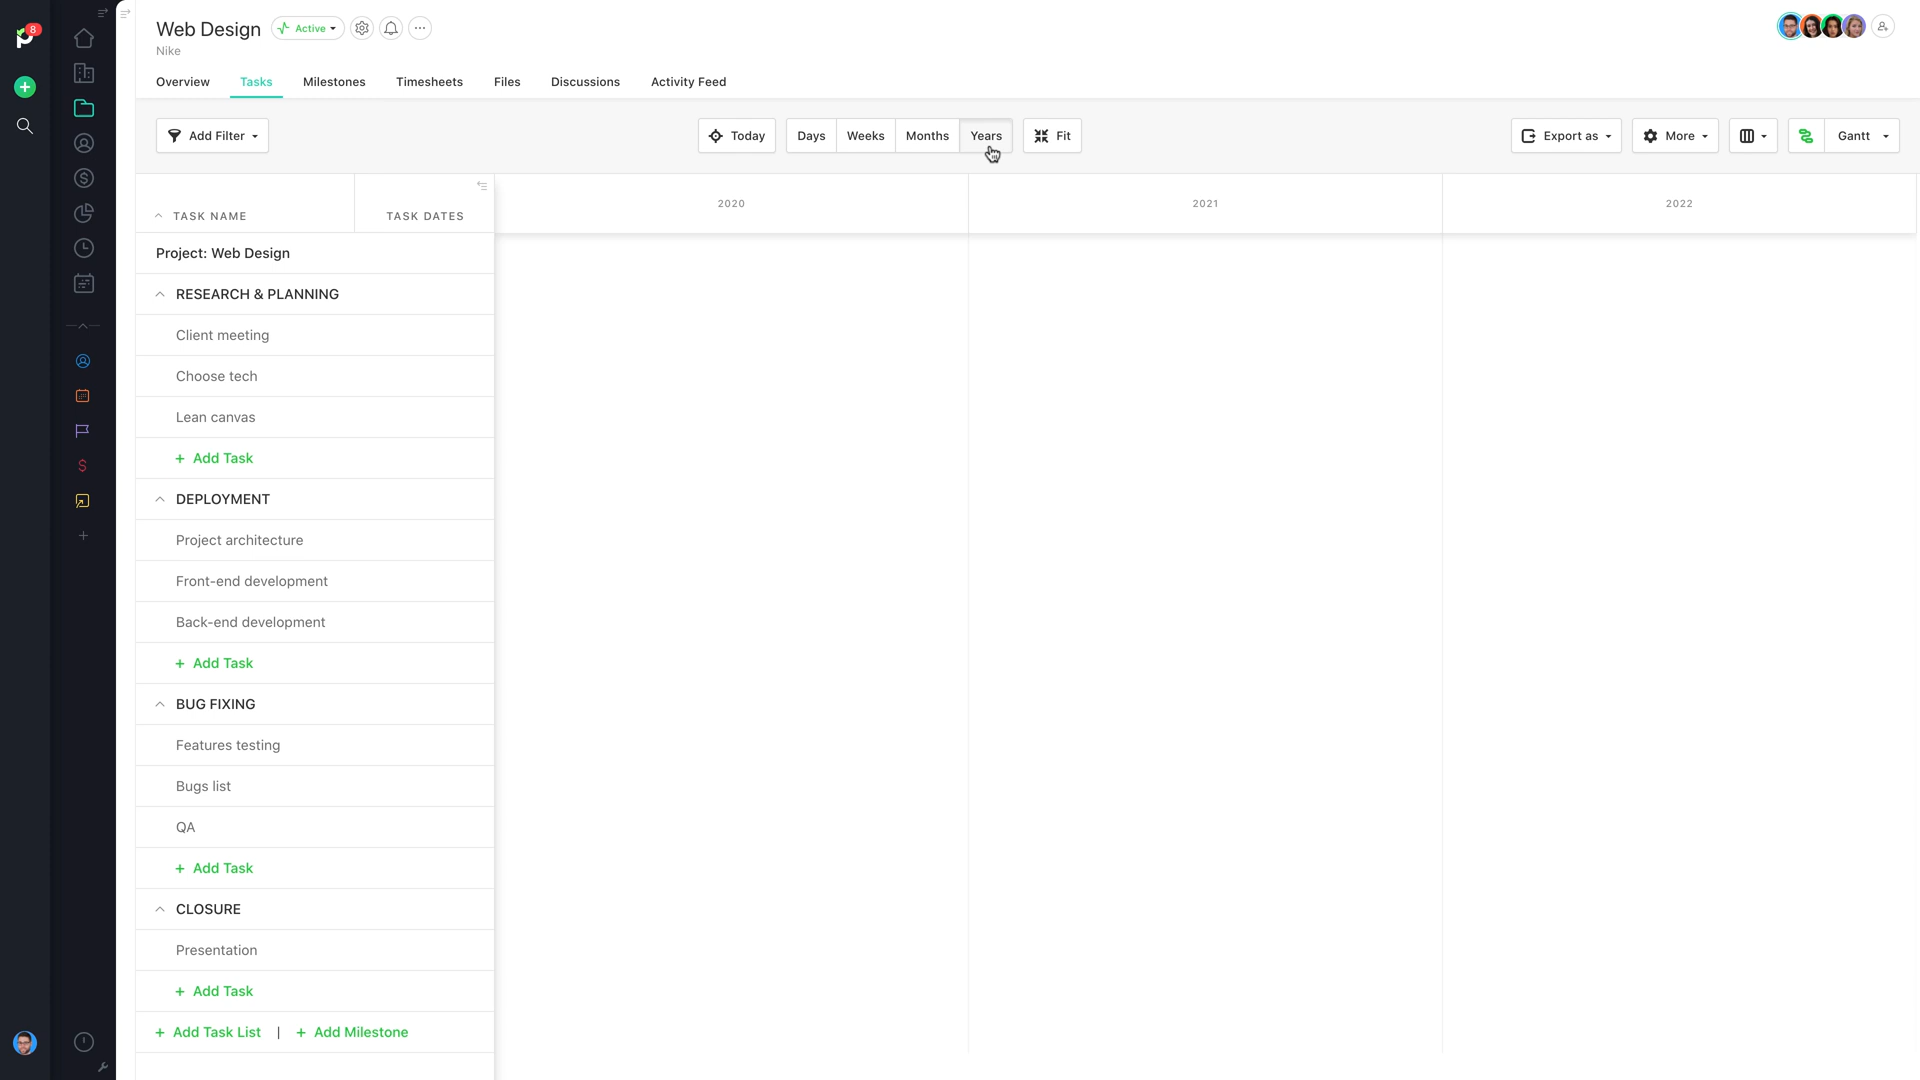 8
Web Design
Active
Nike
Overview
Tasks
Milestones
Timesheets
Files
Discussions
Activity Feed
Add Filter
Today
Days
Weeks
Months
Years
Fit
Export as
More
Gantt
TASK NAME
TASK DATES
2020
2021
2022
Project: Web Design
RESEARCH & PLANNING
Client meeting
Choose tech
Lean canvas
+ Add Task
DEPLOYMENT
Project architecture
Front-end development
Back-end development
+ Add Task
BUG FIXING
Features testing
Bugs list
QA
+ Add Task
CLOSURE
Presentation
+ Add Task
+ Add Task List | + Add Milestone